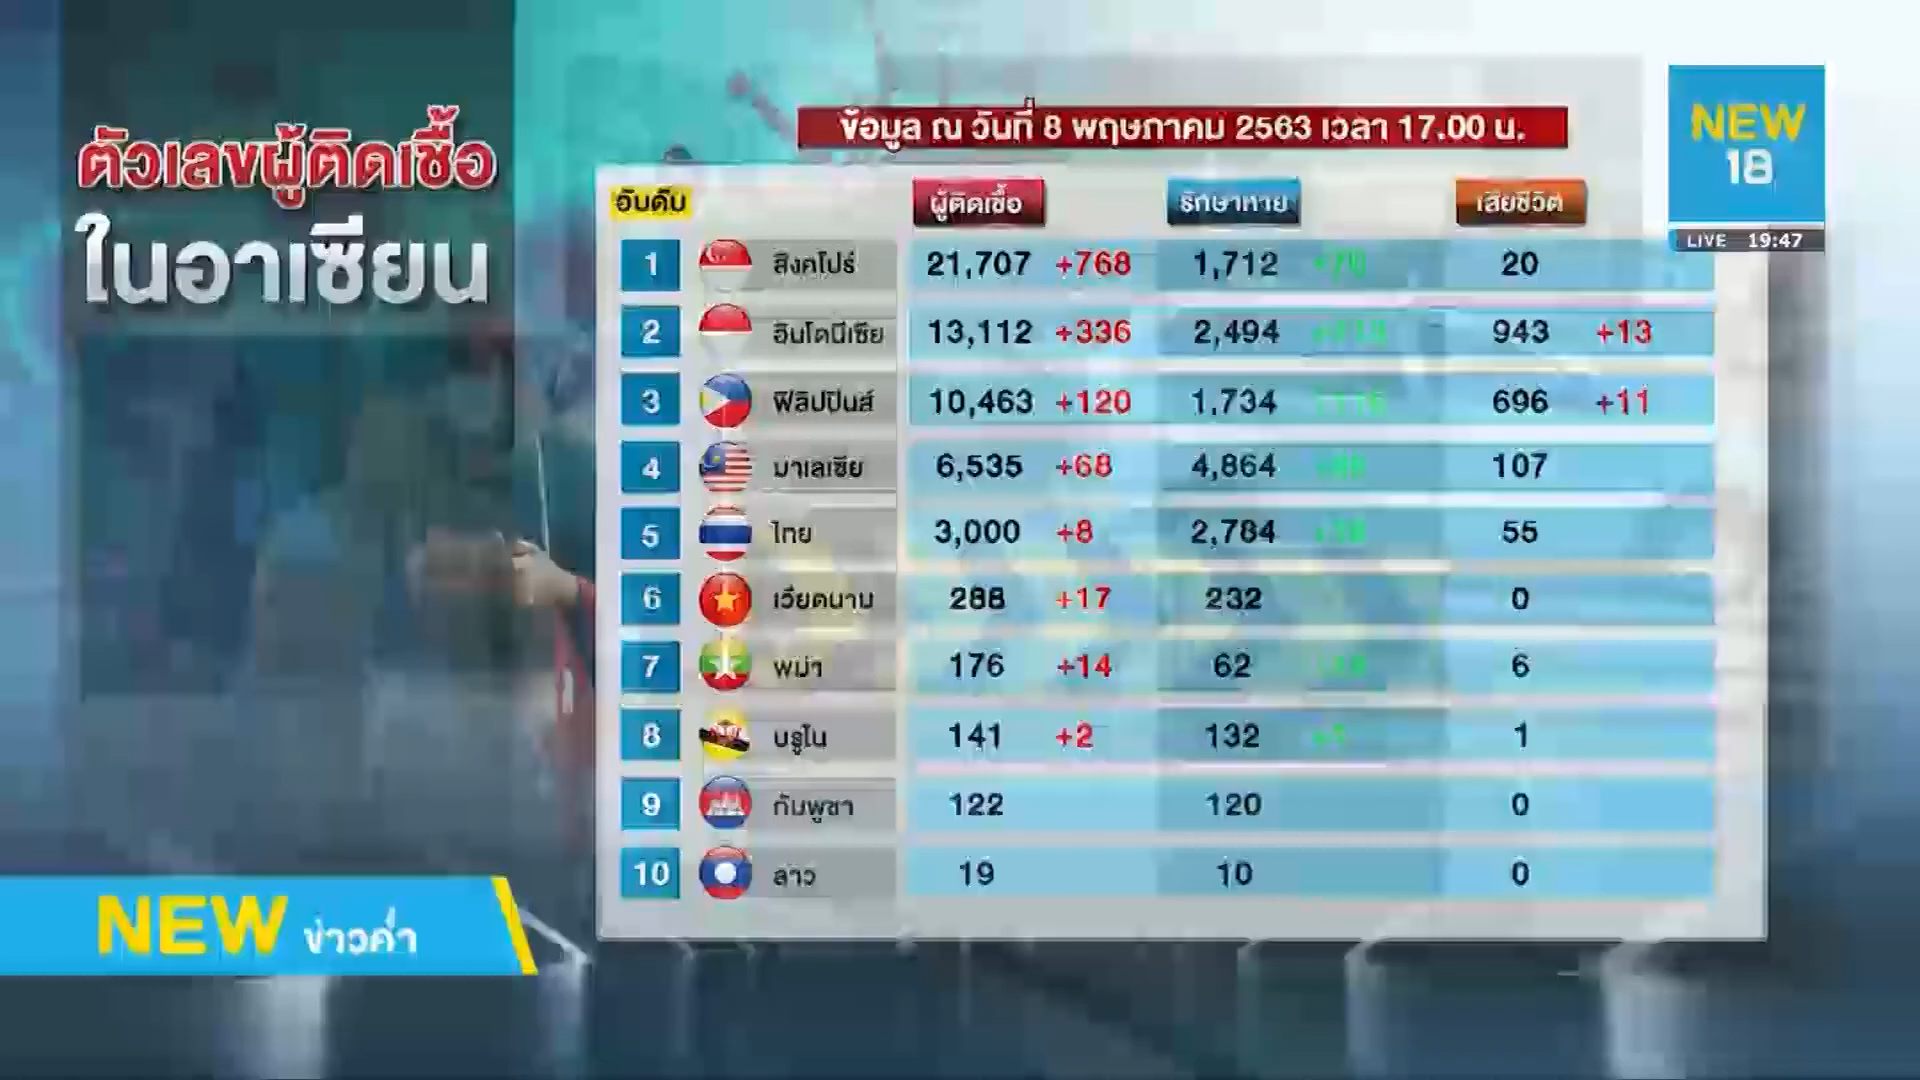 ตัวเลขผู้ติดเชื้อ
ในอาเซียน
ข้อมูล ณ วันที่ 8 พฤษภาคม 2563 เวลา 17.00 น.
NEW
18
LIVE 19:47
อันดับ ผู้ติดเชื้อ รักษาหาย เสียชีวิต
1 สิงคโปร์ 21,707 +768 1,712 20
2 อินโดนีเซีย 13,112 +336 2,494 943 +13
3 ฟิลิปปินส์ 10,463 +120 1,734 696 +11
4 มาเลเซีย 6,535 +68 4,864 107
5 ไทย 3,000 +8 2,784 55
6 เวียดนาม 288 +17 232 0
7 พม่า 176 +14 62 6
8 บรูไน 141 +2 132 1
9 กัมพูชา 122 120 0
10 ลาว 19 10 0
NEW ข่าวค่ำ